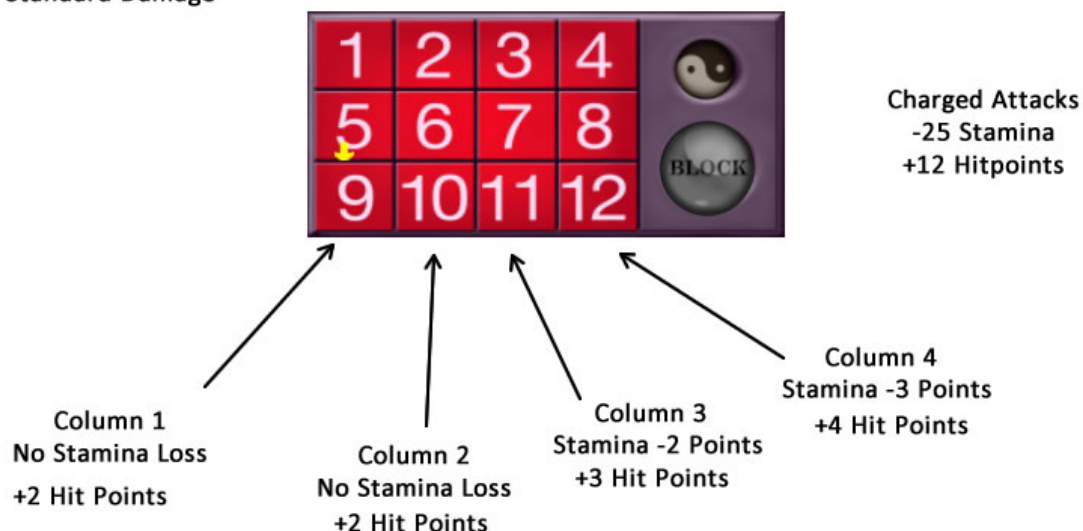 Standard Damage
1 2 3 4
5 6 7 8
BLOCK
9 10 11 12
Charged Attacks
-25 Stamina
+12 Hitpoints
Column 1
No Stamina Loss
+2 Hit Points
Column 2
No Stamina Loss
+2 Hit Points
Column 3
Stamina -2 Points
+3 Hit Points
Column 4
Stamina -3 Points
+4 Hit Points